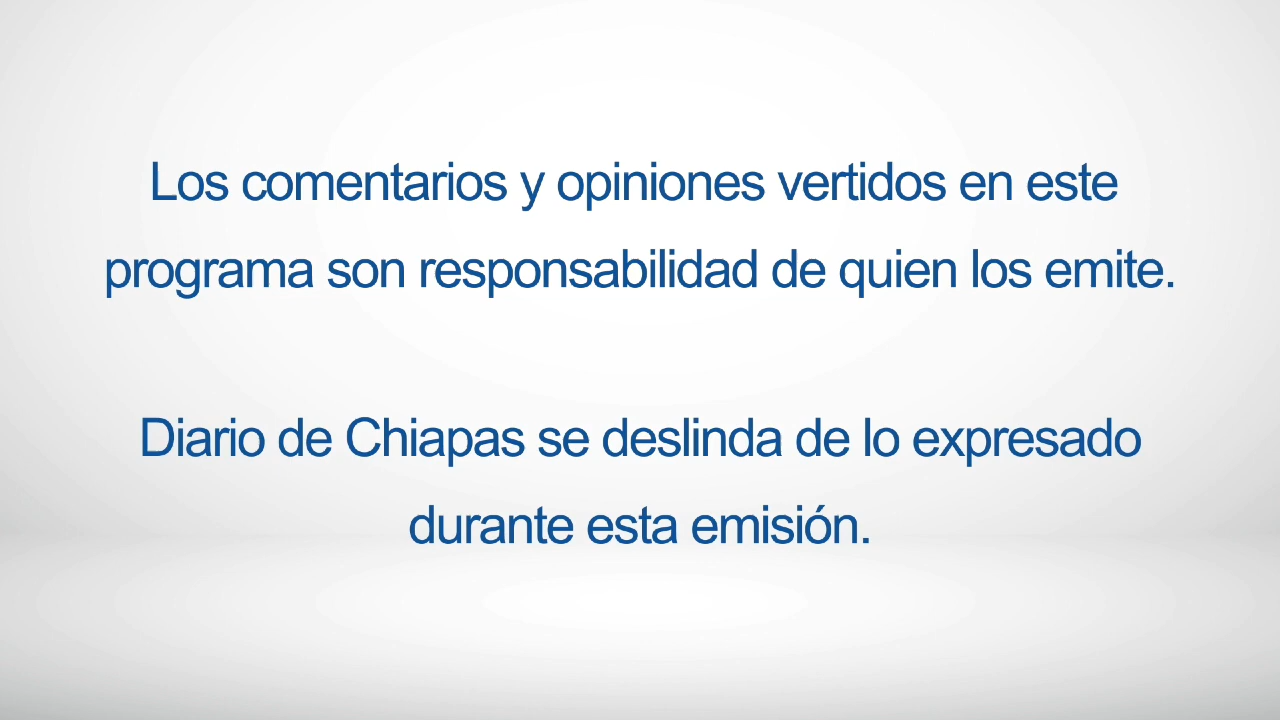 Los comentarios y opiniones vertidos en este
programa son responsabilidad de quien los emite.
Diario de Chiapas se deslinda de lo expresado
durante esta emisión.